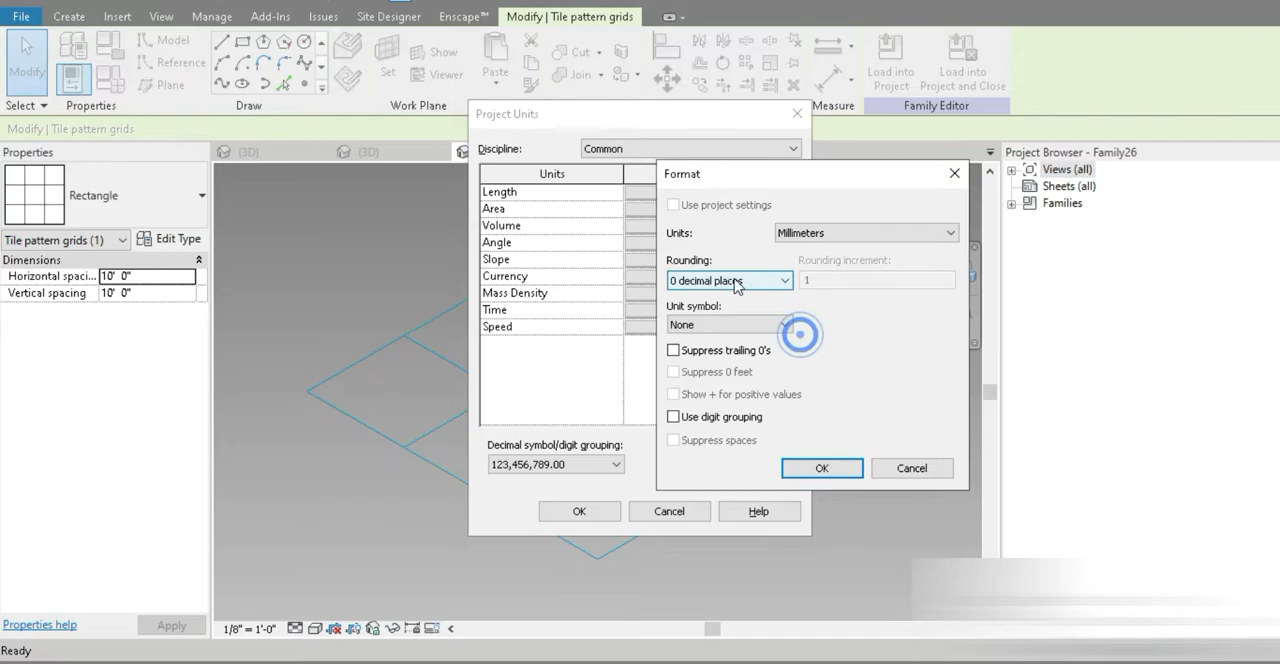 File Create Insert View Manage Add-Ins Issues Site Designer Enscape™ Modify | Tile pattern grids
Modify
Model
Reference
Plane
Set
Show
Viewer
Paste
Cut
Join
Load into Project
Load into Project and Close
Select Properties Draw Work Plane Measure Family Editor
Modify | Tile pattern grids
Properties
Rectangle
Tile pattern grids (1) Edit Type
Dimensions
Horizontal spaci... 10' 0"
Vertical spacing 10' 0"
Properties help Apply
(3D) (3D)
Project Units
Discipline: Common
Units
Length
Area
Volume
Angle
Slope
Currency
Mass Density
Time
Speed
Decimal symbol/digit grouping:
123,456,789.00
OK Cancel Help
Format
Use project settings
Units: Millimeters
Rounding: Rounding increment:
0 decimal places 1
Unit symbol:
None
Suppress trailing 0's
Suppress 0 feet
Show + for positive values
Use digit grouping
Suppress spaces
OK Cancel
Project Browser - Family26
Views (all)
Sheets (all)
Families
1/8" = 1'-0"
Ready